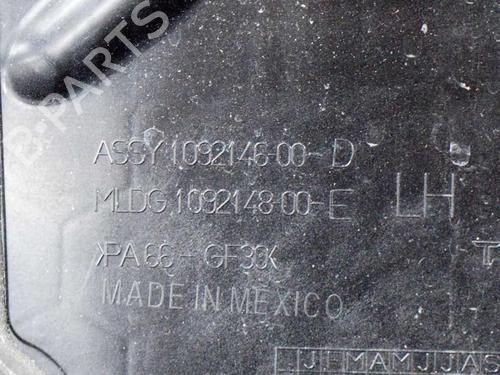 B-PARTS
ASSY 1092146-00-D
MLDG 1092148-00-E LH
>PA66-GF30<
MADE IN MEXICO
J F M A M J J A S